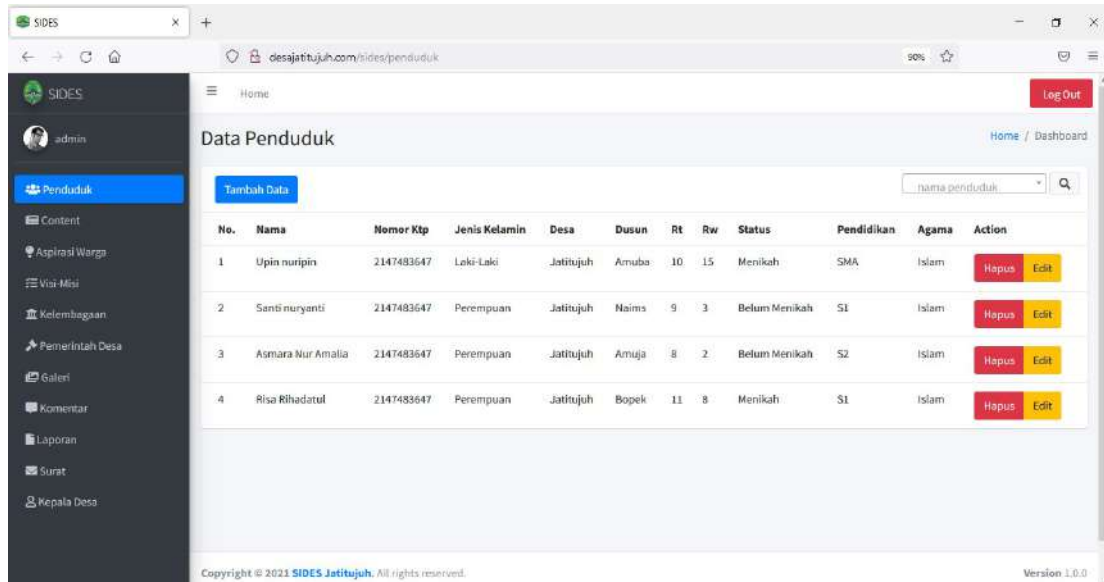 SIDES
desajatitujuh.com/sides/penduduk
90%
SIDES
Home
Log Out
admin
Data Penduduk
Home / Dashboard
Penduduk
Content
Aspirasi Warga
Visi-Misi
Kelembagaan
Pemerintah Desa
Galeri
Komentar
Laporan
Surat
Kepala Desa
Tambah Data
nama penduduk
No. Nama Nomor Ktp Jenis Kelamin Desa Dusun Rt Rw Status Pendidikan Agama Action
1 Upin nuripin 2147483647 Laki-Laki Jatitujuh Amuba 10 15 Menikah SMA Islam Hapus Edit
2 Santi nuryanti 2147483647 Perempuan Jatitujuh Naims 9 3 Belum Menikah S1 Islam Hapus Edit
3 Asmara Nur Amalia 2147483647 Perempuan Jatitujuh Amuja 8 2 Belum Menikah S2 Islam Hapus Edit
4 Risa Rihadatul 2147483647 Perempuan Jatitujuh Bopek 11 8 Menikah S1 Islam Hapus Edit
Copyright © 2021 SIDES Jatitujuh. All rights reserved.
Version 1.0.0